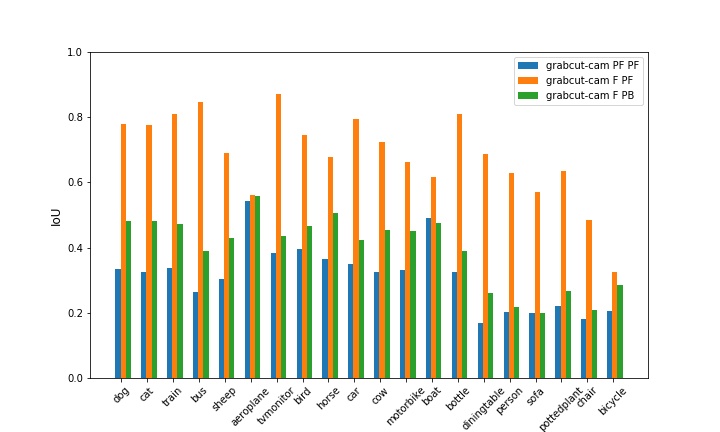 1.0
0.8
0.6
0.4
0.2
0.0
IoU
grabcut-cam PF PF
grabcut-cam F PF
grabcut-cam F PB
dog
cat
train
bus
sheep
aeroplane
tvmonitor
bird
horse
car
cow
motorbike
boat
bottle
diningtable
person
sofa
pottedplant
chair
bicycle